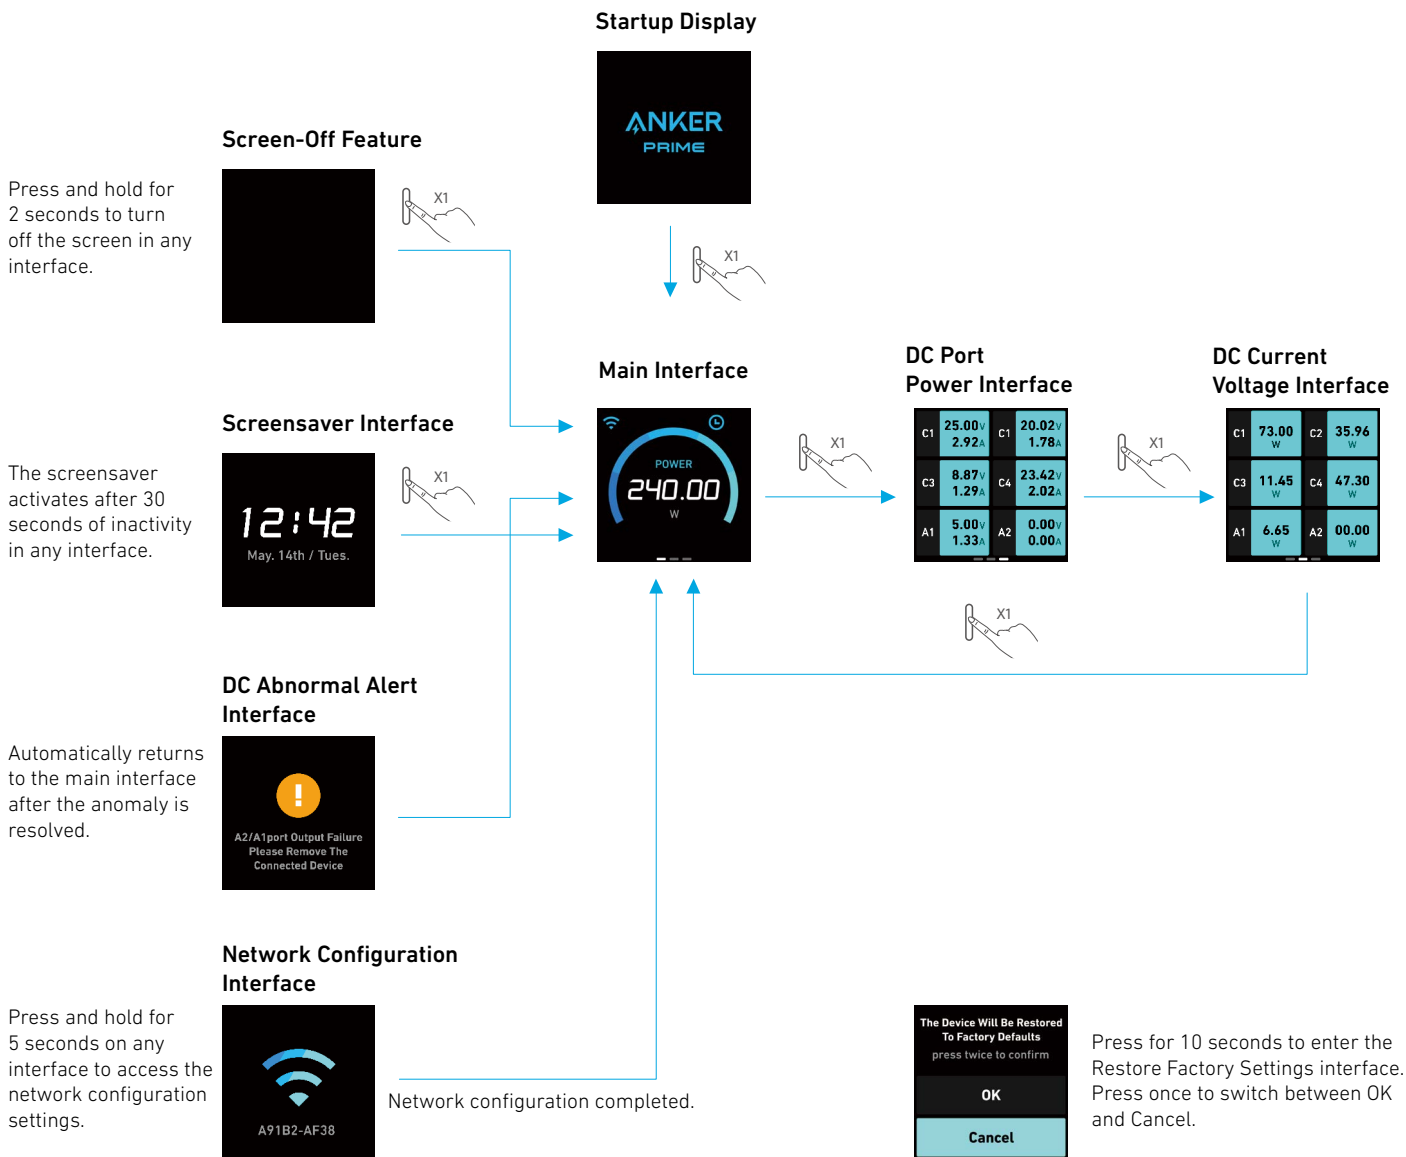 Startup Display
ANKER
PRIME
X1
Screen-Off Feature
Press and hold for
2 seconds to turn
off the screen in any
interface.
X1
Main Interface
POWER
240.00
W
X1
DC Port
Power Interface
C1 25.00V 2.92A C1 20.02V 1.78A
C3 8.87V 1.29A C4 23.42V 2.02A
A1 5.00V 1.33A A2 0.00V 0.00A
X1
DC Current
Voltage Interface
C1 73.00 W C2 35.96
C3 11.45 W C4 47.30
A1 6.65 W A2 00.00 W
X1
Screensaver Interface
The screensaver
activates after 30
seconds of inactivity
in any interface.
12:42
May. 14th / Tues.
X1
DC Abnormal Alert
Interface
Automatically returns
to the main interface
after the anomaly is
resolved.
!
A2/A1port Output Failure
Please Remove The
Connected Device
Network Configuration
Interface
Press and hold for
5 seconds on any
interface to access the
network configuration
settings.
A91B2-AF38
Network configuration completed.
The Device Will Be Restored
To Factory Defaults
press twice to confirm
OK
Cancel
Press for 10 seconds to enter the
Restore Factory Settings interface.
Press once to switch between OK
and Cancel.